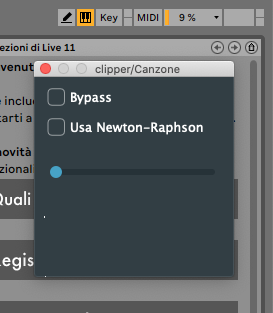 Key MIDI 9 %
ezioni di Live 11
clipper/Canzone
venut
Bypass
e inclu
tarti a
Usa Newton-Raphson
novità
zional
Quali
Regis